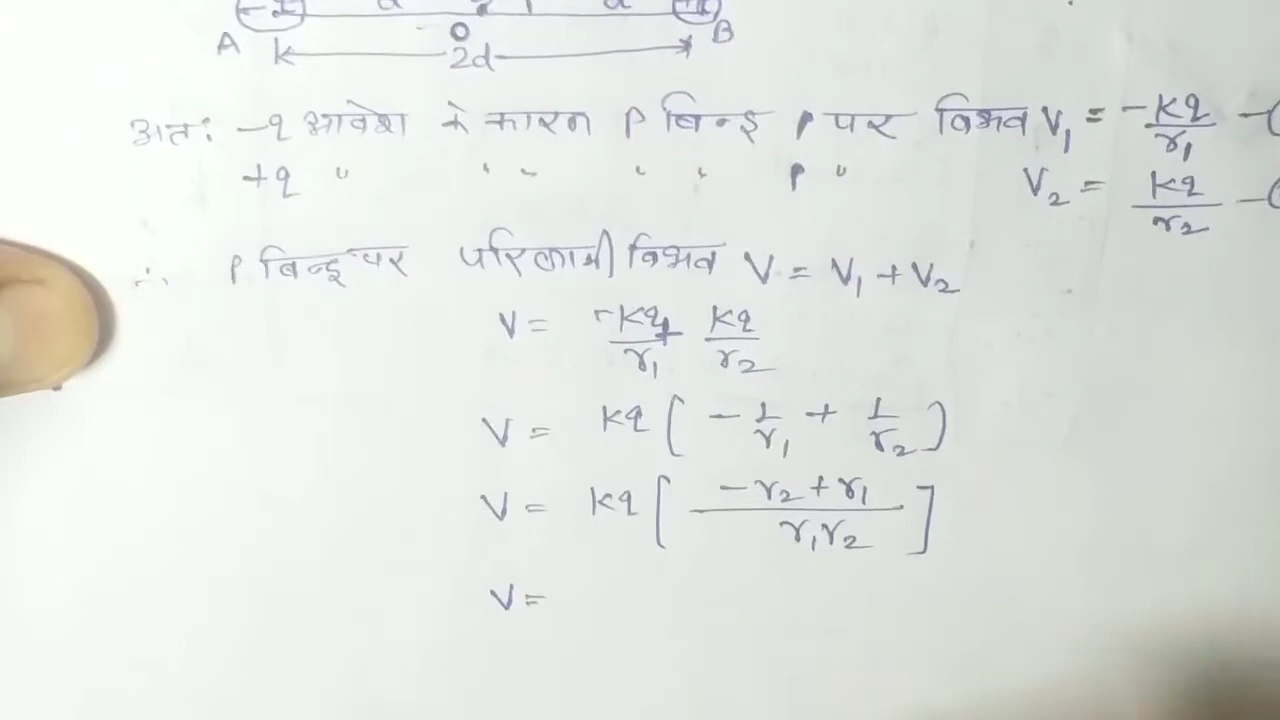 A O B
2d
अतः -q आवेश के कारन P बिन्दु P पर विभव V₁ = -Kq/r₁ -(
+q " " " " " P " V₂ = Kq/r₂ -(
∴ P बिन्दु पर परिणामी विभव V = V₁ + V₂
V = -Kq/r₁ + Kq/r₂
V = Kq ( - 1/r₁ + 1/r₂ )
V = Kq [ -r₂ + r₁ / r₁r₂ ]
V =